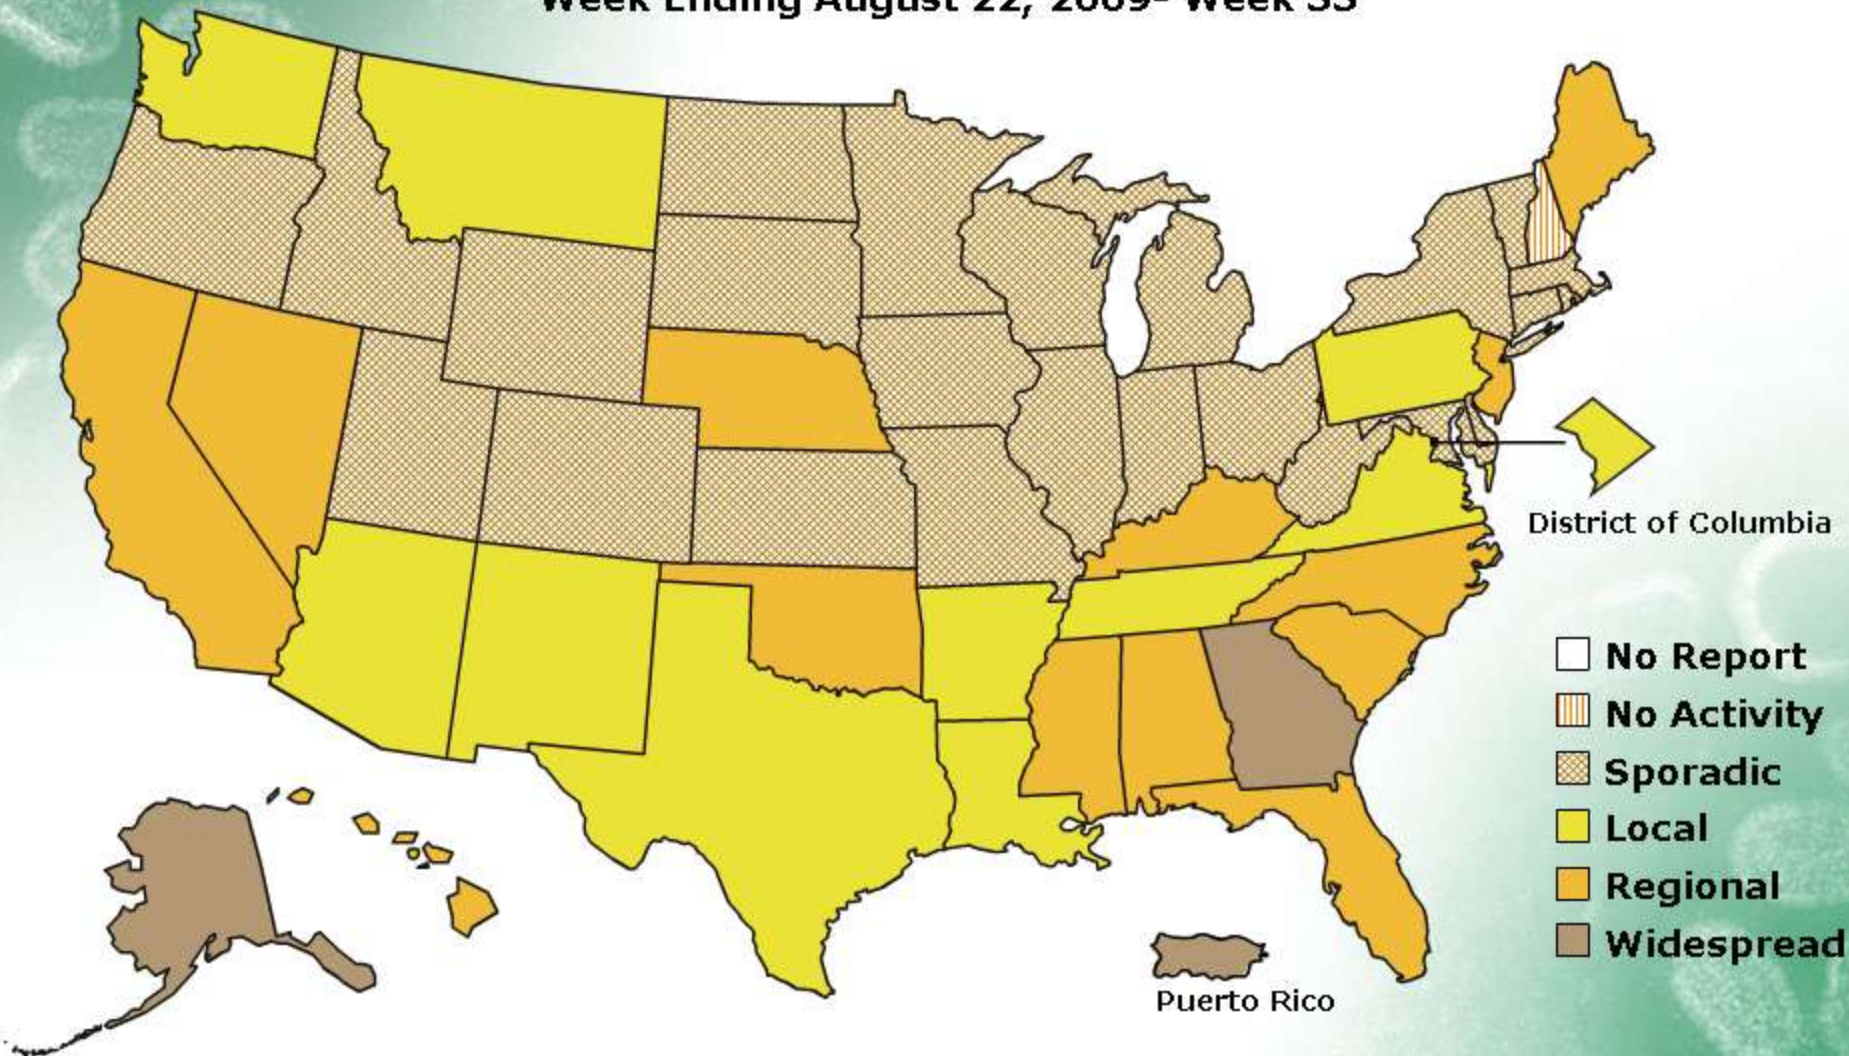 Week Ending August 22, 2009- Week 33
District of Columbia
No Report
No Activity
Sporadic
Local
Regional
Widespread
Puerto Rico